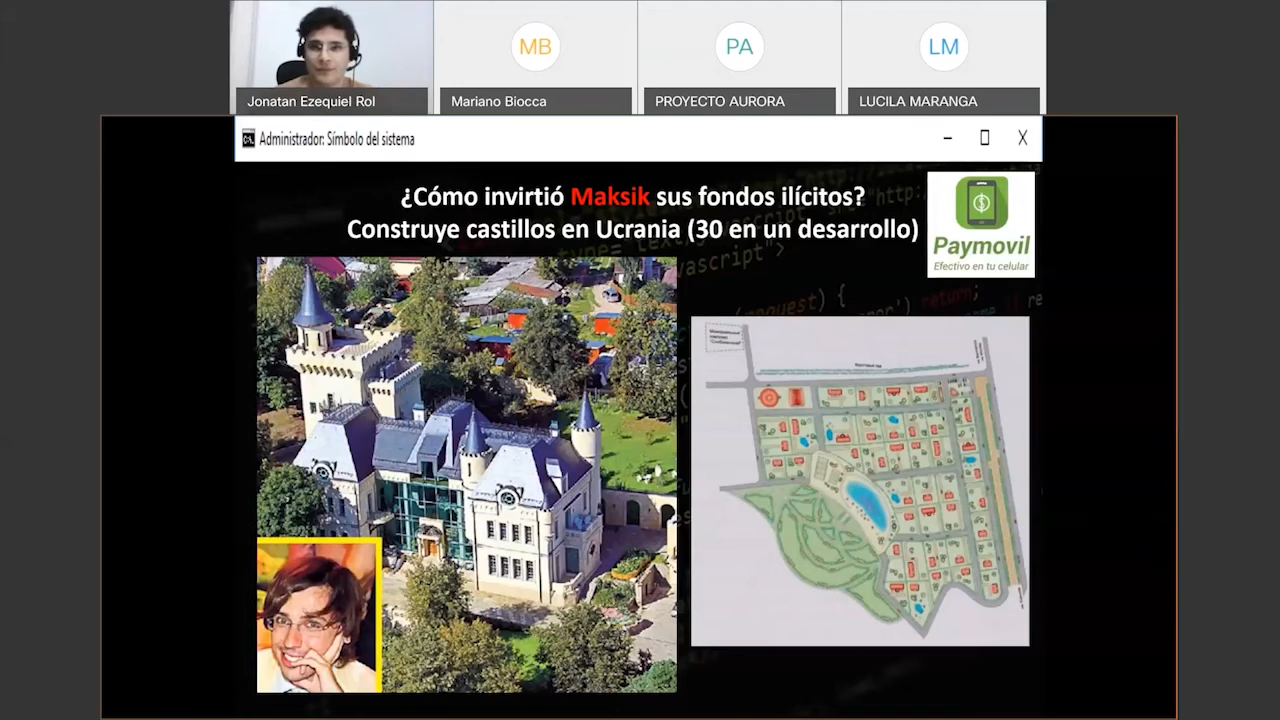 MB
PA
LM
Jonatan Ezequiel Rol
Mariano Biocca
PROYECTO AURORA
LUCILA MARANGA
Administrador: Símbolo del sistema
¿Cómo invirtió Maksik sus fondos ilícitos?
Construye castillos en Ucrania (30 en un desarrollo)
Paymovil
Efectivo en tu celular